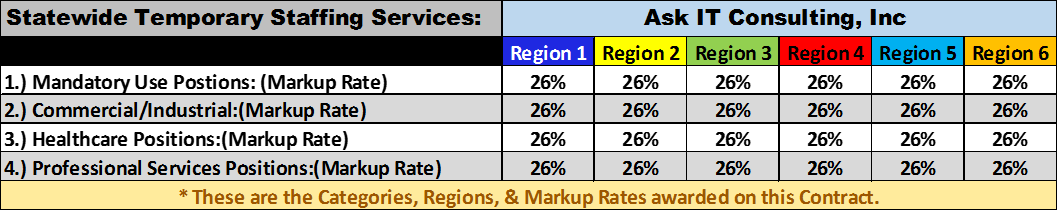 Statewide Temporary Staffing Services: Ask IT Consulting, Inc
Region 1 Region 2 Region 3 Region 4 Region 5 Region 6
1.) Mandatory Use Postions: (Markup Rate) 26% 26% 26% 26% 26% 26%
2.) Commercial/Industrial:(Markup Rate) 26% 26% 26% 26% 26% 26%
3.) Healthcare Positions:(Markup Rate) 26% 26% 26% 26% 26% 26%
4.) Professional Services Positions:(Markup Rate) 26% 26% 26% 26% 26% 26%
* These are the Categories, Regions, & Markup Rates awarded on this Contract.